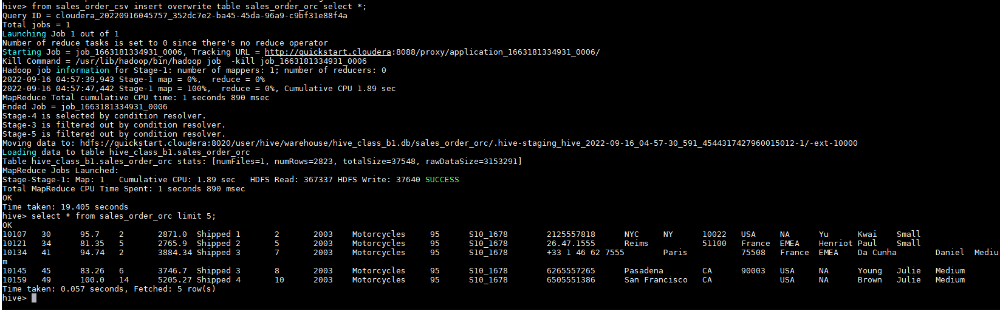 hive> from sales_order_csv insert overwrite table sales_order_orc select *;
Query ID = cloudera_20220916045757_352dc7e2-ba45-45da-96a9-c9bf31e88f4a
Total jobs = 1
Launching Job 1 out of 1
Number of reduce tasks is set to 0 since there's no reduce operator
Starting Job = job_1663181334931_0006, Tracking URL = http://quickstart.cloudera:8088/proxy/application_1663181334931_0006/
Kill Command = /usr/lib/hadoop/bin/hadoop job  -kill job_1663181334931_0006
Hadoop job information for Stage-1: number of mappers: 1; number of reducers: 0
2022-09-16 04:57:39,943 Stage-1 map = 0%,  reduce = 0%
2022-09-16 04:57:47,442 Stage-1 map = 100%,  reduce = 0%, Cumulative CPU 1.89 sec
MapReduce Total cumulative CPU time: 1 seconds 890 msec
Ended Job = job_1663181334931_0006
Stage-4 is selected by condition resolver.
Stage-3 is filtered out by condition resolver.
Stage-5 is filtered out by condition resolver.
Moving data to: hdfs://quickstart.cloudera:8020/user/hive/warehouse/hive_class_b1.db/sales_order_orc/.hive-staging_hive_2022-09-16_04-57-30_591_4544317427960015012-1/-ext-10000
Loading data to table hive_class_b1.sales_order_orc
Table hive_class_b1.sales_order_orc stats: [numFiles=1, numRows=2823, totalSize=37548, rawDataSize=3153291]
MapReduce Jobs Launched:
Stage-Stage-1: Map: 1   Cumulative CPU: 1.89 sec   HDFS Read: 367337 HDFS Write: 37640 SUCCESS
Total MapReduce CPU Time Spent: 1 seconds 890 msec
OK
Time taken: 19.405 seconds
hive> select * from sales_order_orc limit 5;
OK
10107 30 95.7 2 2871.0 Shipped 1 2 2003 Motorcycles 95 S10_1678 2125557818 NYC NY 10022 USA NA Yu Kwai Small
10121 34 81.35 5 2765.9 Shipped 2 5 2003 Motorcycles 95 S10_1678 26.47.1555 Reims 51100 France EMEA Henriot Paul Small
10134 41 94.74 2 3884.34 Shipped 3 7 2003 Motorcycles 95 S10_1678 +33 1 46 62 7555 Paris 75508 France EMEA Da Cunha Daniel Mediu
m
10145 45 83.26 6 3746.7 Shipped 3 8 2003 Motorcycles 95 S10_1678 6265557265 Pasadena CA 90003 USA NA Young Julie Medium
10159 49 100.0 14 5205.27 Shipped 4 10 2003 Motorcycles 95 S10_1678 6505551386 San Francisco CA USA NA Brown Julie Medium
Time taken: 0.057 seconds, Fetched: 5 row(s)
hive>